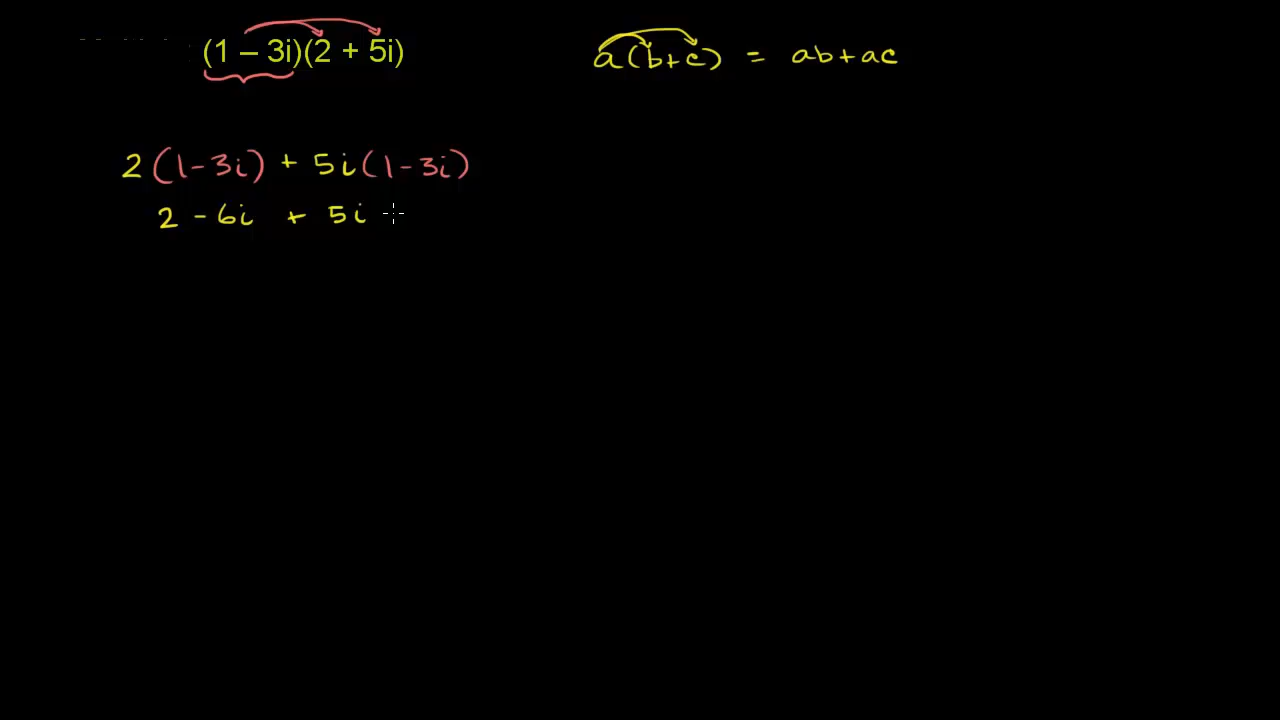 (1 – 3i)(2 + 5i)
a(b+c) = ab+ac
2(1-3i) + 5i(1-3i)
2 - 6i + 5i